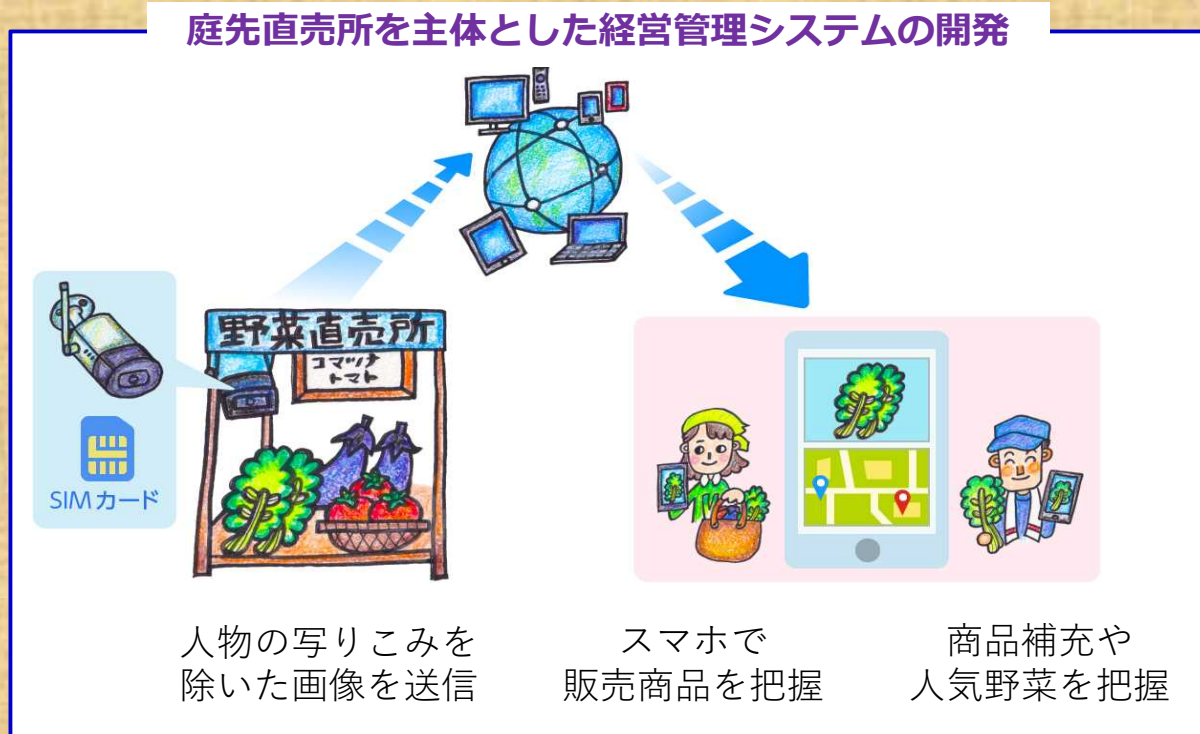 庭先直売所を主体とした経営管理システムの開発
野菜直売所
コマツナ
トマト
SIMカード
人物の写りこみを
除いた画像を送信
スマホで
販売商品を把握
商品補充や
人気野菜を把握